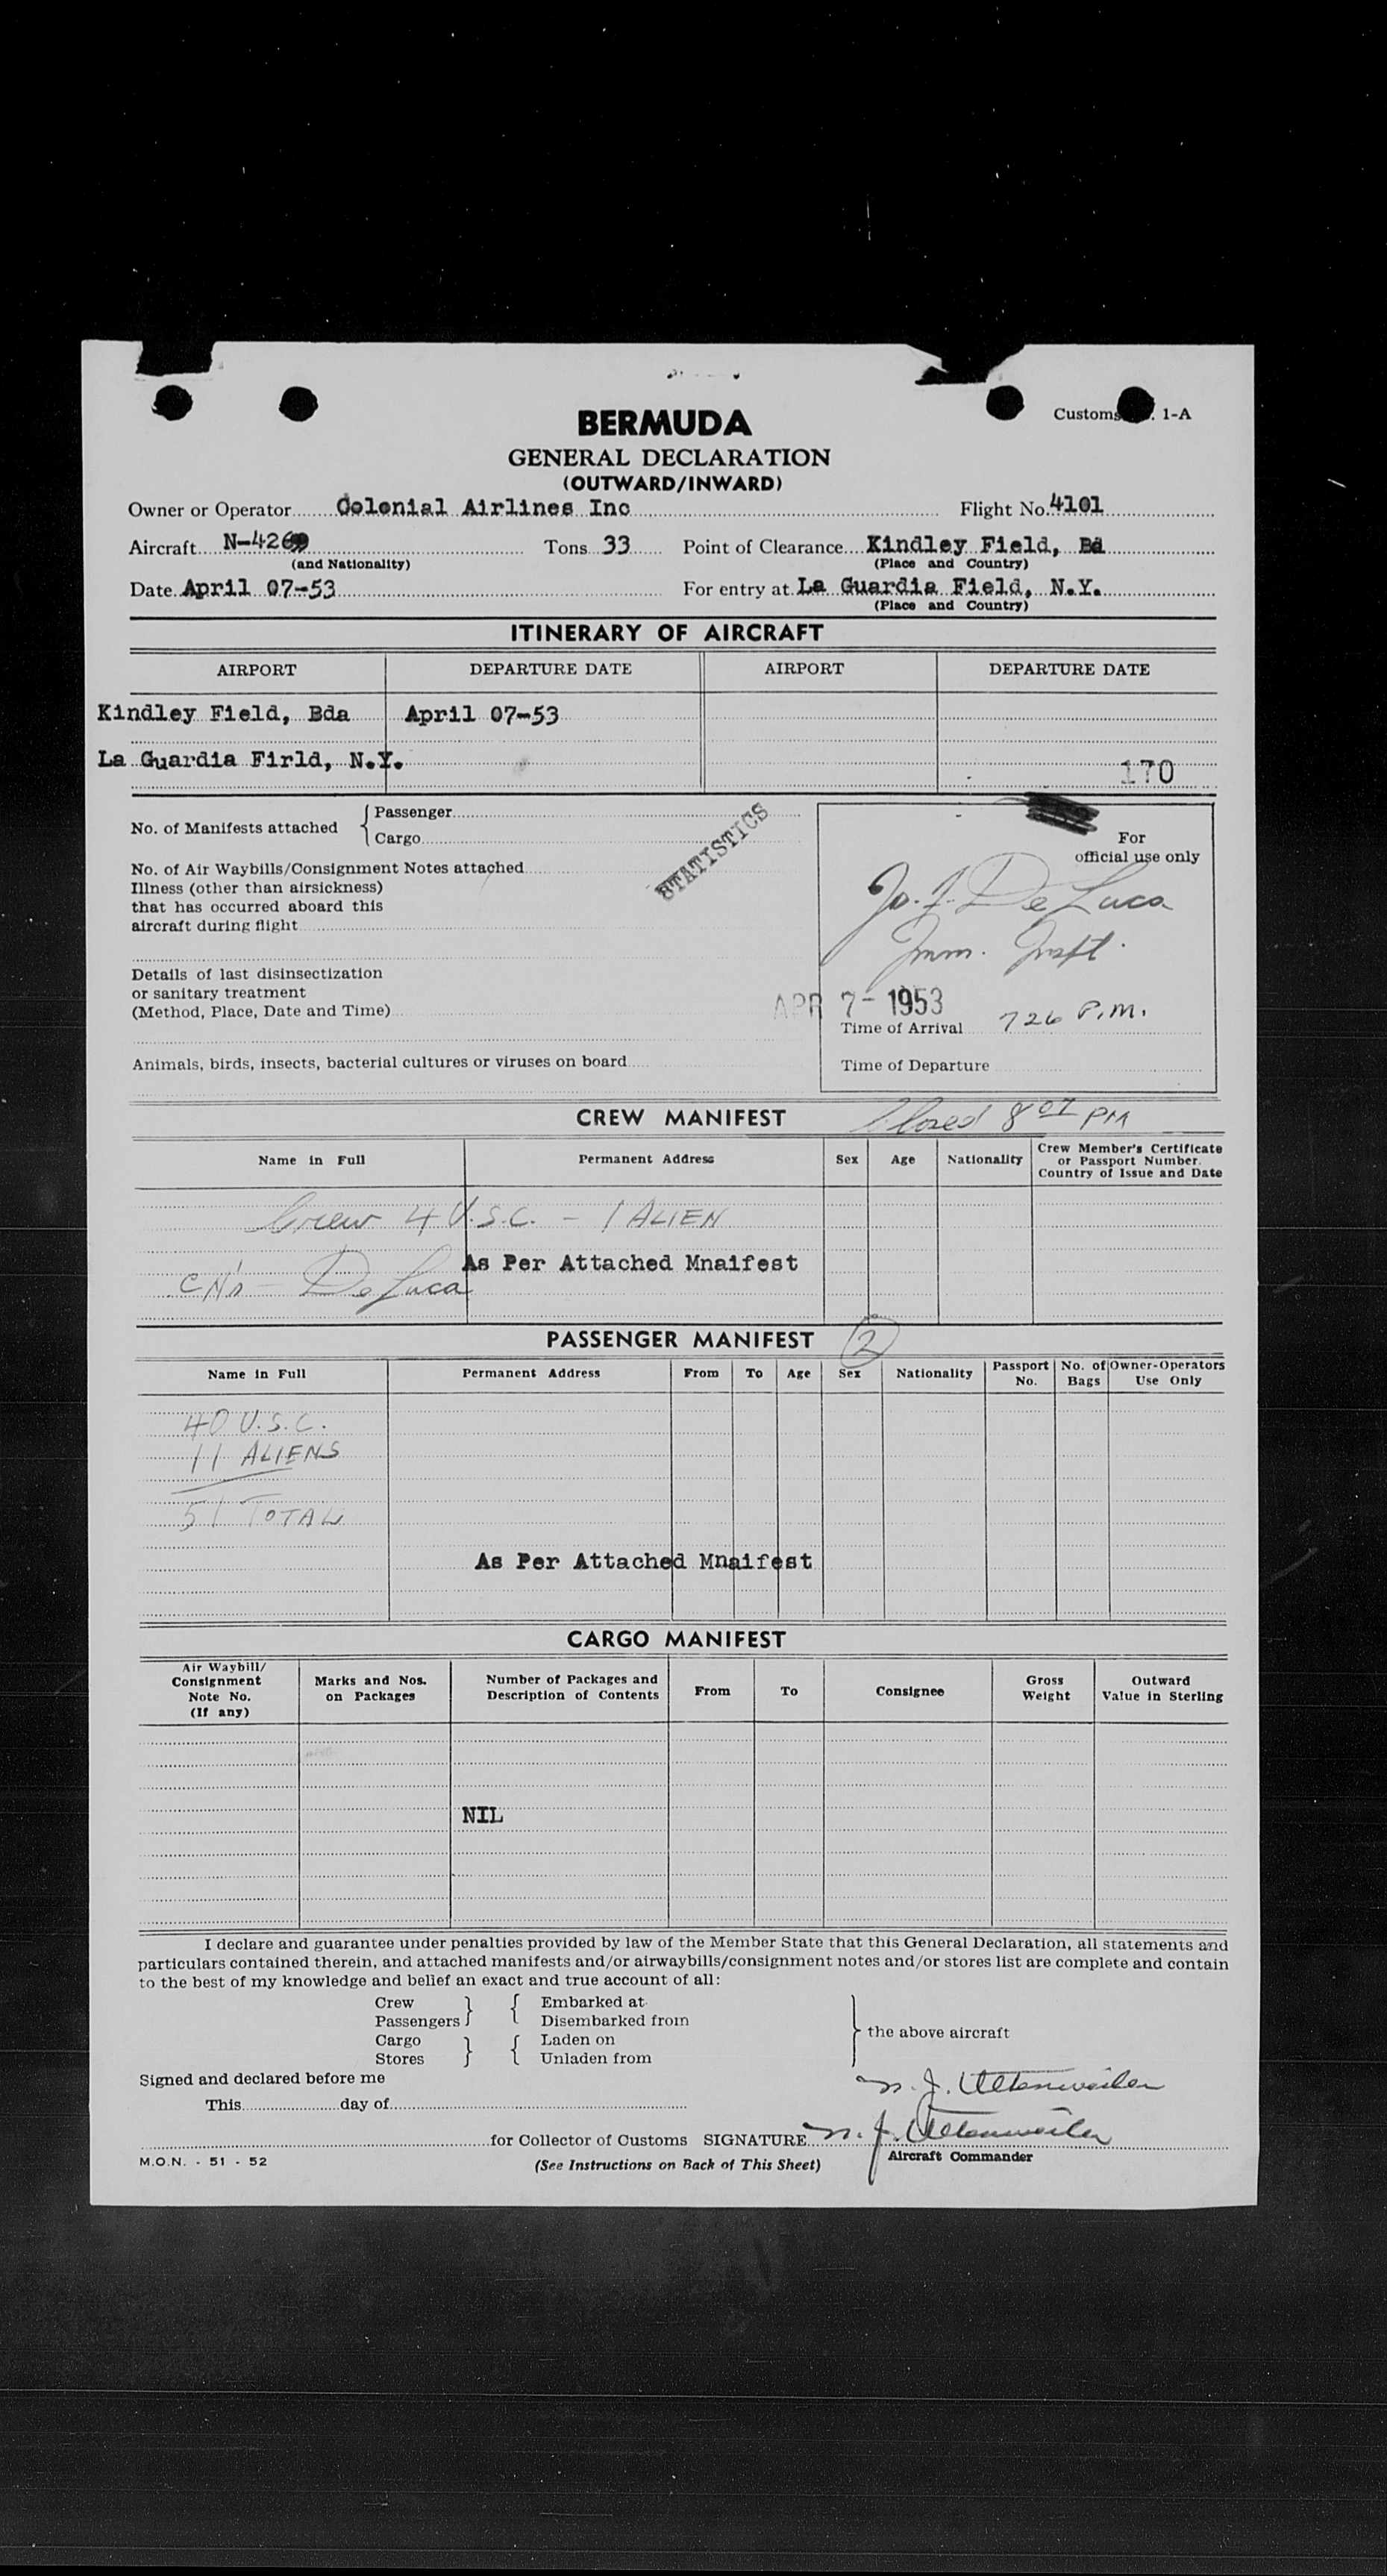 Customs 1-A
BERMUDA
GENERAL DECLARATION
(OUTWARD/INWARD)
Owner or Operator Colonial Airlines Inc Flight No. 4101
Aircraft Tons 33 Point of Clearance Kindley Field, Bd
(and Nationality) (Place and Country)
Date April 07-53 For entry at La Guardia Field, N.Y.
(Place and Country)
ITINERARY OF AIRCRAFT
AIRPORT DEPARTURE DATE AIRPORT DEPARTURE DATE
Kindley Field, Bda April 07-53
La Guardia Firld, N.Y.
170
No. of Manifests attached { Passenger
Cargo
STATISTICS
For
official use only
No. of Air Waybills/Consignment Notes attached
Illness (other than airsickness)
that has occurred aboard this
aircraft during flight
De Luca
Imm. Inspt.
Details of last disinsectization
or sanitary treatment
(Method, Place, Date and Time)
APR 7 - 1953
Time of Arrival 726 P.M.
Animals, birds, insects, bacterial cultures or viruses on board
Time of Departure
CREW MANIFEST Closed 8 07 PM
Name in Full Permanent Address Sex Age Nationality Crew Member's Certificate
or Passport Number.
Country of Issue and Date
Crew 4 U.S.C. - 1 ALIEN
As Per Attached Mnaifest
De Luca
PASSENGER MANIFEST 2
Name in Full Permanent Address From To Age Sex Nationality Passport No. No. of Bags Owner-Operators Use Only
40 U.S.C.
11 ALIENS
51 TOTAL
As Per Attached Mnaifest
CARGO MANIFEST
Air Waybill/ Consignment Note No. (If any) Marks and Nos. on Packages Number of Packages and Description of Contents From To Consignee Gross Weight Outward Value in Sterling
NIL
I declare and guarantee under penalties provided by law of the Member State that this General Declaration, all statements and
particulars contained therein, and attached manifests and/or airwaybills/consignment notes and/or stores list are complete and contain
to the best of my knowledge and belief an exact and true account of all:
Crew } { Embarked at
Passengers } { Disembarked from
Cargo } { Laden on } the above aircraft
Stores } { Unladen from
Signed and declared before me
This day of
for Collector of Customs SIGNATURE
M.O.N. - 51 - 52 (See Instructions on Back of This Sheet) Aircraft Commander